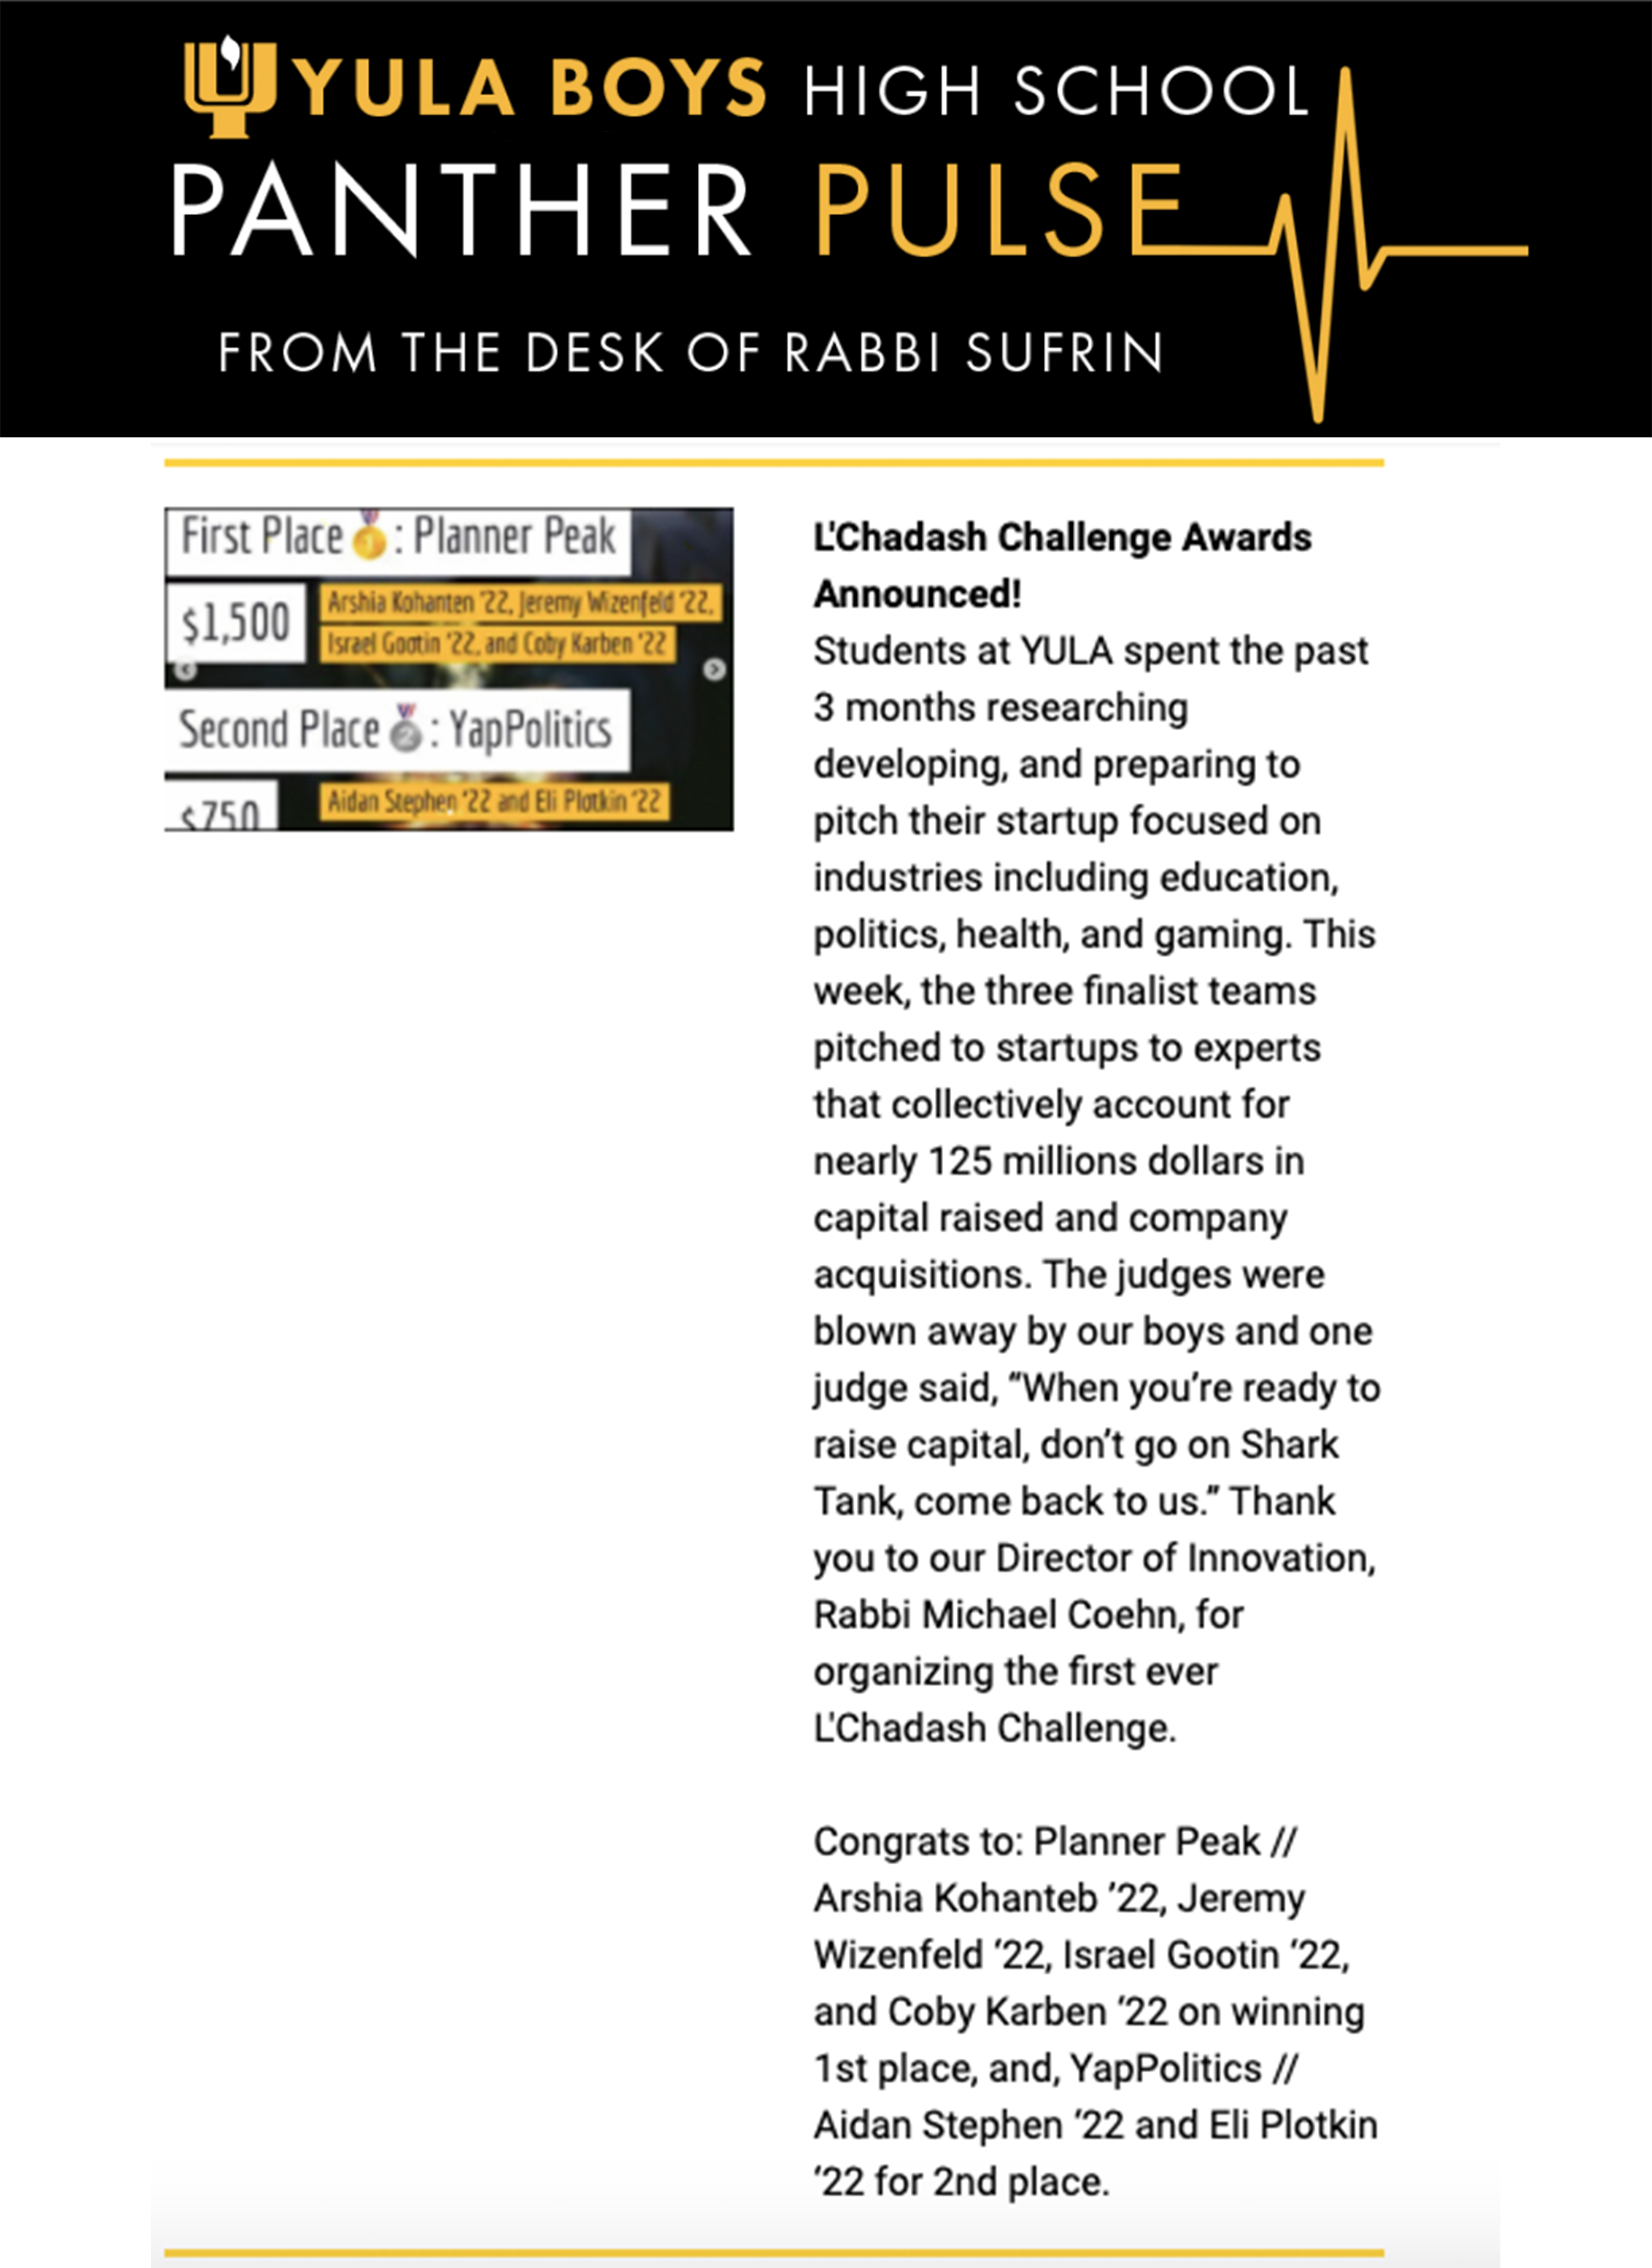 YULA BOYS HIGH SCHOOL
PANTHER PULSE
FROM THE DESK OF RABBI SUFRIN
First Place 🥇: Planner Peak
$1,500
Arshia Kohanten '22, Jeremy Wizenfeld '22,
Israel Gootin '22, and Coby Karben '22
Second Place 🥈: YapPolitics
$750
Aidan Stephen '22 and Eli Plotkin '22
L'Chadash Challenge Awards
Announced!
Students at YULA spent the past
3 months researching
developing, and preparing to
pitch their startup focused on
industries including education,
politics, health, and gaming. This
week, the three finalist teams
pitched to startups to experts
that collectively account for
nearly 125 millions dollars in
capital raised and company
acquisitions. The judges were
blown away by our boys and one
judge said, “When you’re ready to
raise capital, don’t go on Shark
Tank, come back to us.” Thank
you to our Director of Innovation,
Rabbi Michael Coehn, for
organizing the first ever
L'Chadash Challenge.
Congrats to: Planner Peak //
Arshia Kohanteb ’22, Jeremy
Wizenfeld ‘22, Israel Gootin ‘22,
and Coby Karben ‘22 on winning
1st place, and, YapPolitics //
Aidan Stephen ‘22 and Eli Plotkin
‘22 for 2nd place.